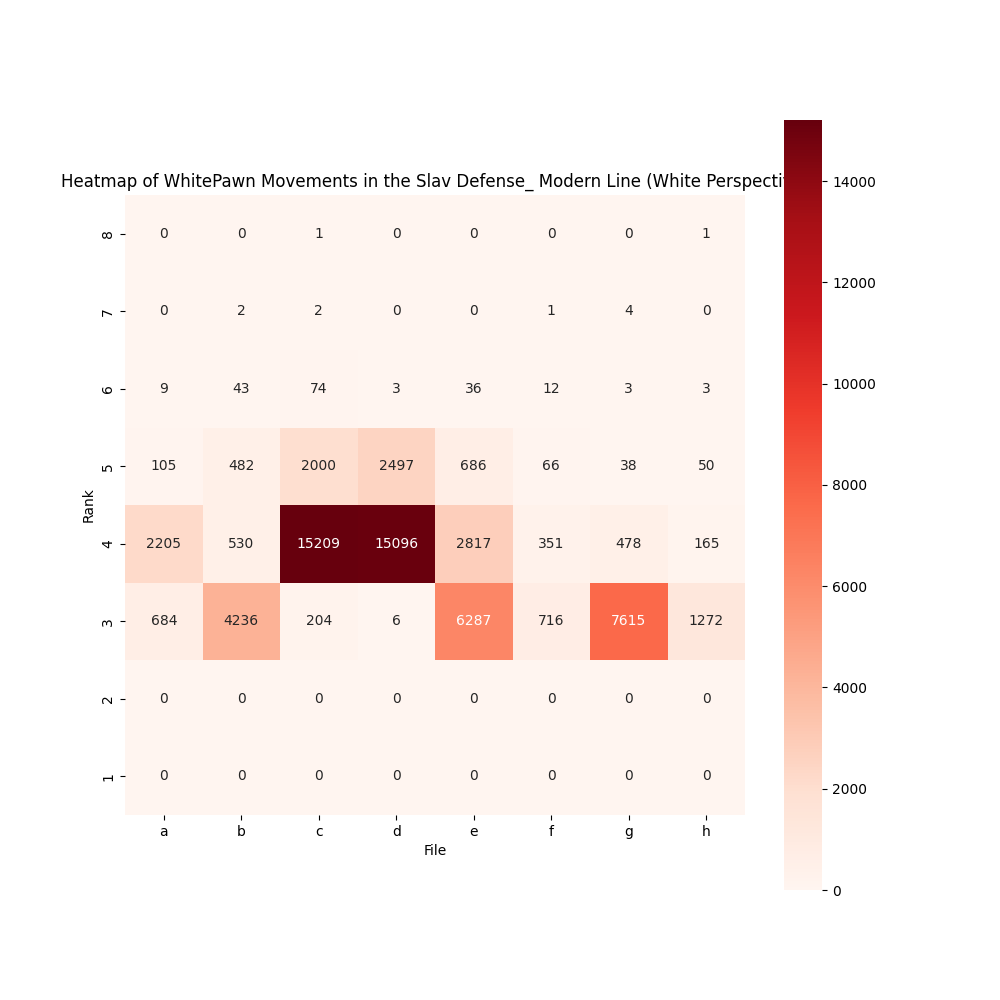 Heatmap of WhitePawn Movements in the Slav Defense_ Modern Line (White Perspecti
14000
12000
10000
8000
6000
4000
2000
0
Rank
8 0 0 1 0 0 0 0 1
7 0 2 2 0 0 1 4 0
6 9 43 74 3 36 12 3 3
5 105 482 2000 2497 686 66 38 50
4 2205 530 15209 15096 2817 351 478 165
3 684 4236 204 6 6287 716 7615 1272
2 0 0 0 0 0 0 0 0
1 0 0 0 0 0 0 0 0
a b c d e f g h
File